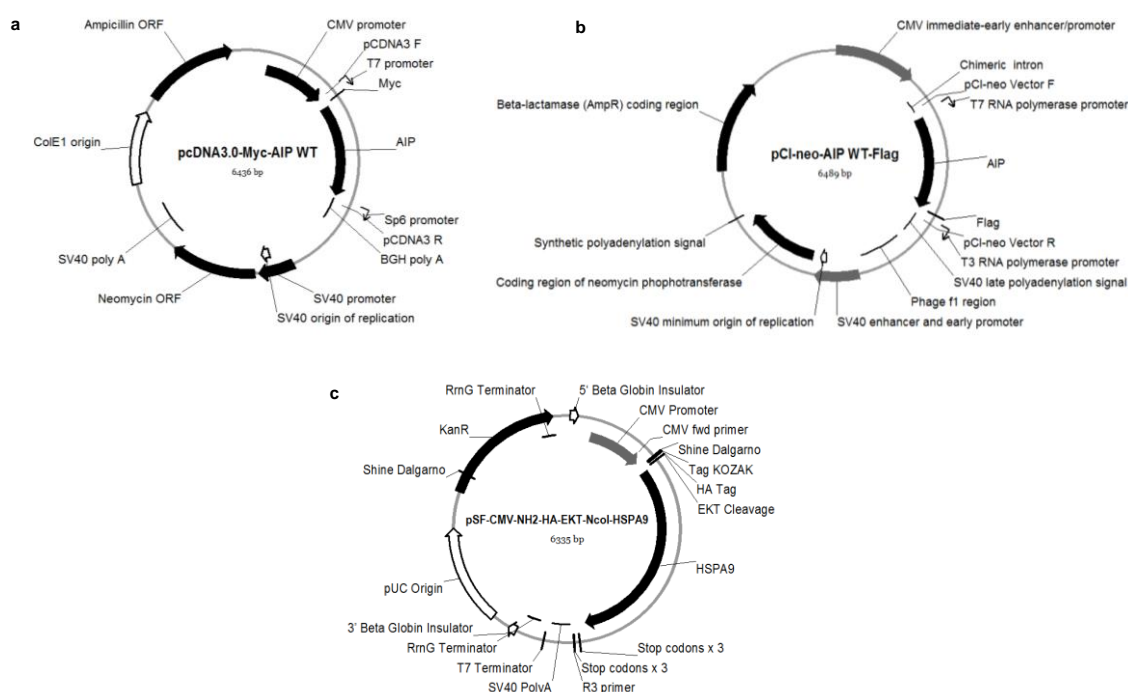 a
Ampicillin ORF
CMV promoter
pCDNA3 F
T7 promoter
Myc
ColE1 origin
AIP
pcDNA3.0-Myc-AIP WT
6436 bp
Sp6 promoter
pCDNA3 R
BGH poly A
SV40 poly A
Neomycin ORF
SV40 promoter
SV40 origin of replication
b
CMV immediate-early enhancer/promoter
Chimeric intron
pCI-neo Vector F
T7 RNA polymerase promoter
Beta-lactamase (AmpR) coding region
pCI-neo-AIP WT-Flag
6489 bp
AIP
Flag
pCI-neo Vector R
T3 RNA polymerase promoter
SV40 late polyadenylation signal
Synthetic polyadenylation signal
Coding region of neomycin phophotransferase
Phage f1 region
SV40 minimum origin of replication
SV40 enhancer and early promoter
c
RrnG Terminator
5' Beta Globin Insulator
CMV Promoter
KanR
CMV fwd primer
Shine Dalgarno
Shine Dalgarno
Tag KOZAK
HA Tag
EKT Cleavage
pSF-CMV-NH2-HA-EKT-NcoI-HSPA9
6335 bp
HSPA9
pUC Origin
3' Beta Globin Insulator
RrnG Terminator
T7 Terminator
SV40 PolyA
Stop codons x 3
Stop codons x 3
R3 primer